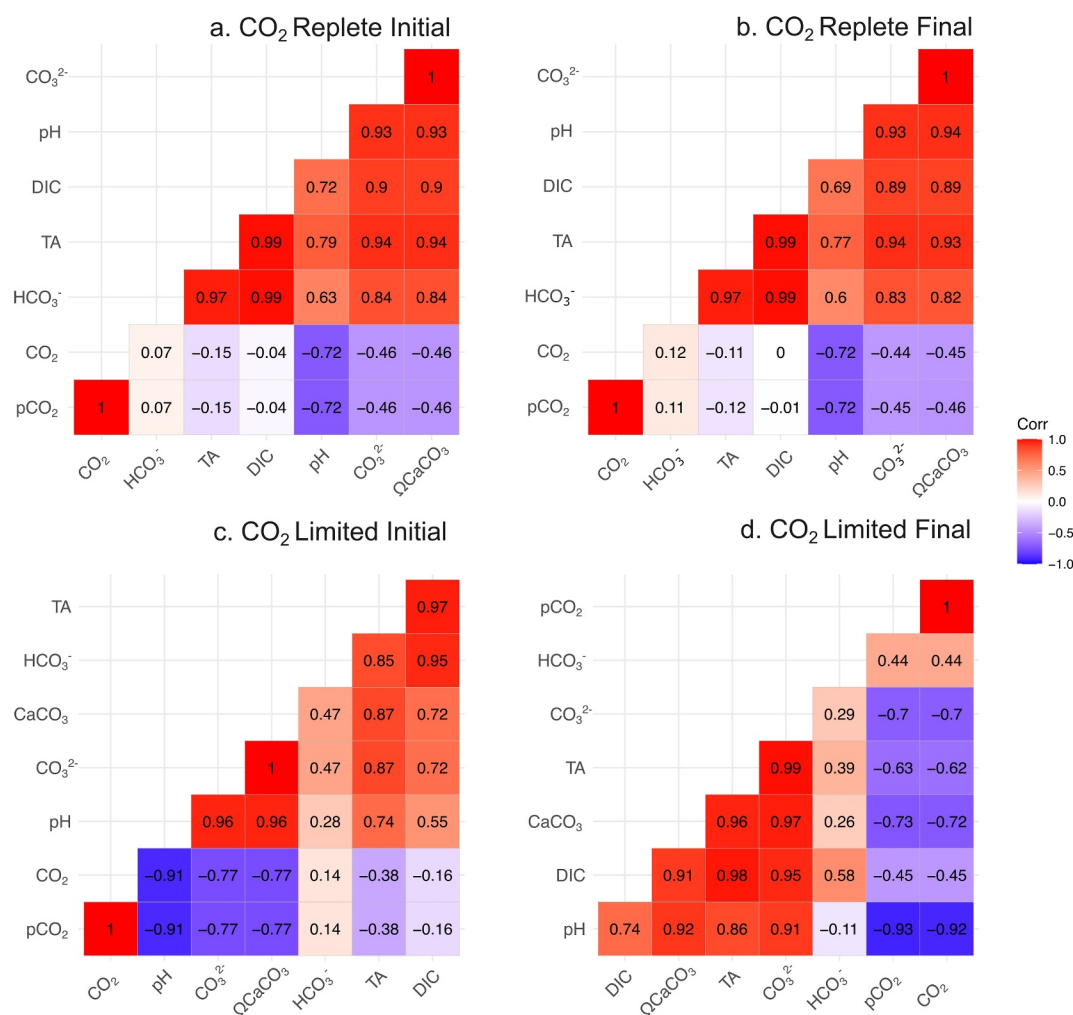 a. CO₂ Replete Initial
CO₃²⁻ 1
pH 0.93 0.93
DIC 0.72 0.9 0.9
TA 0.99 0.79 0.94 0.94
HCO₃⁻ 0.97 0.99 0.63 0.84 0.84
CO₂ 0.07 −0.15 −0.04 −0.72 −0.46 −0.46
pCO₂ 1 0.07 −0.15 −0.04 −0.72 −0.46 −0.46
CO₂ HCO₃⁻ TA DIC pH CO₃²⁻ ΩCaCO₃
b. CO₂ Replete Final
CO₃²⁻ 1
pH 0.93 0.94
DIC 0.69 0.89 0.89
TA 0.99 0.77 0.94 0.93
HCO₃⁻ 0.97 0.99 0.6 0.83 0.82
CO₂ 0.12 −0.11 0 −0.72 −0.44 −0.45
pCO₂ 1 0.11 −0.12 −0.01 −0.72 −0.45 −0.46
CO₂ HCO₃⁻ TA DIC pH CO₃²⁻ ΩCaCO₃
Corr
1.0
0.5
0.0
−0.5
−1.0
c. CO₂ Limited Initial
TA 0.97
HCO₃⁻ 0.85 0.95
CaCO₃ 0.47 0.87 0.72
CO₃²⁻ 1 0.47 0.87 0.72
pH 0.96 0.96 0.28 0.74 0.55
CO₂ −0.91 −0.77 −0.77 0.14 −0.38 −0.16
pCO₂ 1 −0.91 −0.77 −0.77 0.14 −0.38 −0.16
CO₂ pH CO₃²⁻ ΩCaCO₃ HCO₃⁻ TA DIC
d. CO₂ Limited Final
pCO₂ 1
HCO₃⁻ 0.44 0.44
CO₃²⁻ 0.29 −0.7 −0.7
TA 0.99 0.39 −0.63 −0.62
CaCO₃ 0.96 0.97 0.26 −0.73 −0.72
DIC 0.91 0.98 0.95 0.58 −0.45 −0.45
pH 0.74 0.92 0.86 0.91 −0.11 −0.93 −0.92
DIC ΩCaCO₃ TA CO₃²⁻ HCO₃⁻ pCO₂ CO₂